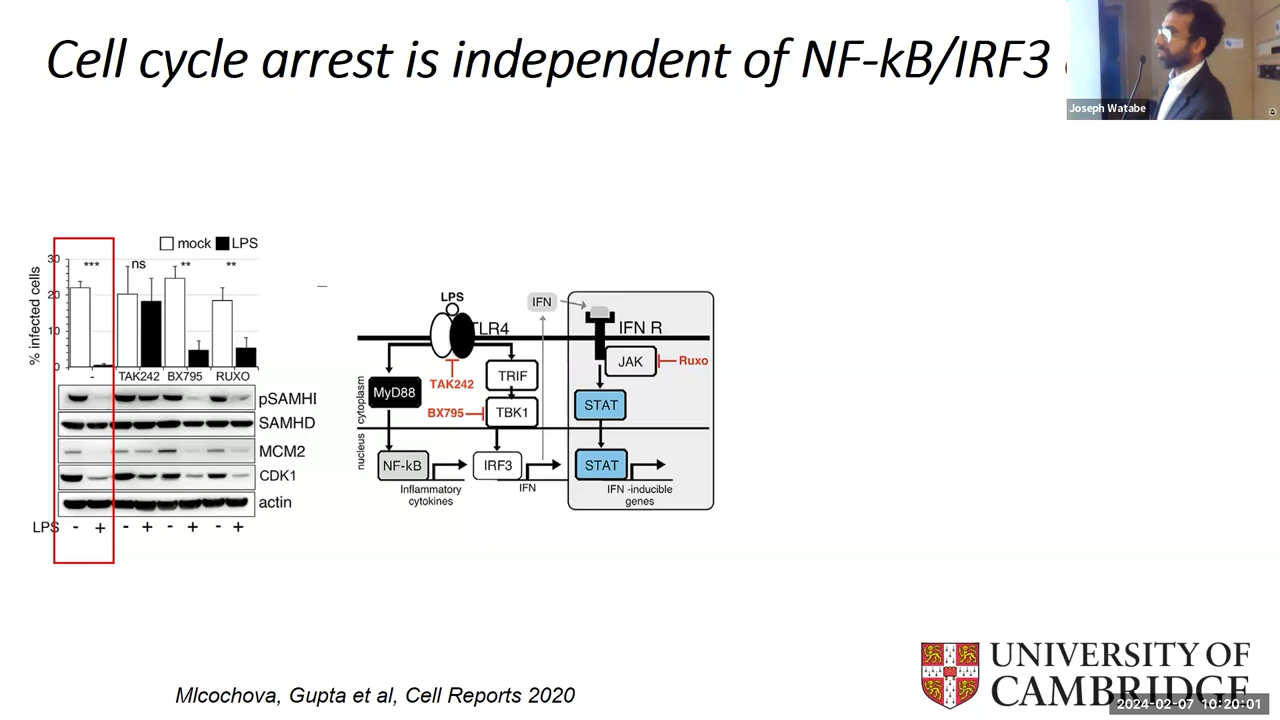 Cell cycle arrest is independent of NF-kB/IRF3
Joseph Watabe
mock LPS
% infected cells
30
20
10
0
*** ns ** **
- TAK242 BX795 RUXO
pSAMHI
SAMHD
MCM2
CDK1
actin
LPS - + - + - + - +
LPS
TLR4
IFN
IFN R
JAK
Ruxo
TRIF
TAK242
MyD88
BX795
TBK1
STAT
cytoplasm
nucleus
NF-kB
IRF3
STAT
Inflammatory
cytokines
IFN
IFN -inducible
genes
Mlcochova, Gupta et al, Cell Reports 2020
UNIVERSITY OF
CAMBRIDGE
2024-02-07 10:20:01